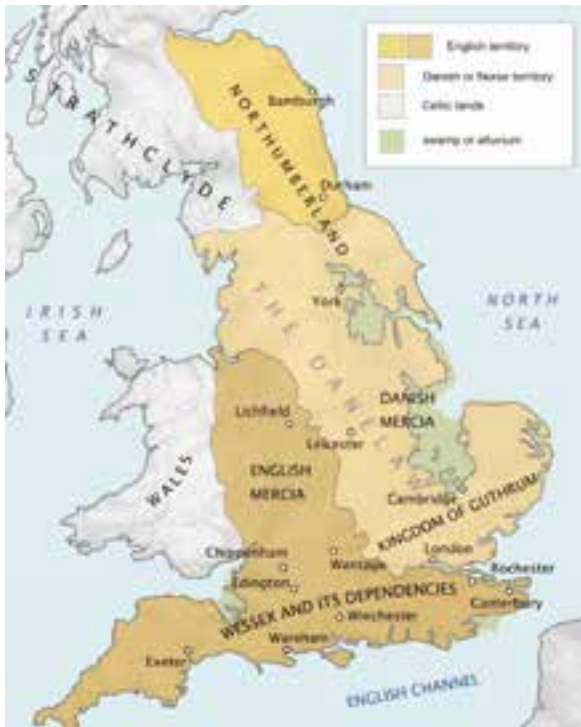 English territory
Danish or Norse territory
Celtic lands
swamp or alluvium
STRATHCLYDE
NORTHUMBERLAND
Bamburgh
Durham
IRISH
SEA
NORTH
SEA
THE DANELAW
York
DANISH
MERCIA
Lichfield
Leicester
ENGLISH
MERCIA
WALES
Cambridge
KINGDOM OF GUTHRUM
Chippenham
Wantage
London
Rochester
Edington
WESSEX AND ITS DEPENDENCIES
Canterbury
Winchester
Wareham
Exeter
ENGLISH CHANNEL